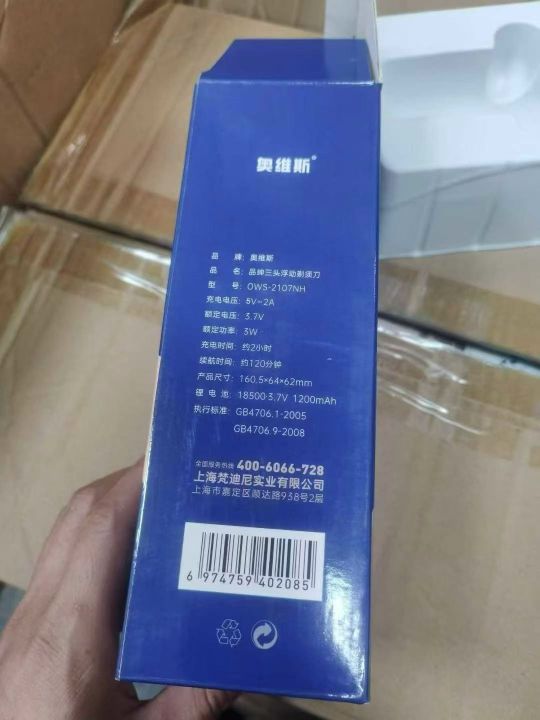 奥维斯®
品 牌：奥维斯
品 名：品绅三头浮动剃须刀
型 号：OWS-2107NH
充电电压：5V⎓2A
额定电压：3.7V
额定功率：3W
充电时间：约2小时
续航时间：约120分钟
产品尺寸：160.5×64×62mm
锂 电 池：18500·3.7V 1200mAh
执行标准：GB4706.1-2005
GB4706.9-2008
全国服务热线 400-6066-728
上海梵迪尼实业有限公司
上海市嘉定区顺达路938号2层
6 974759 402085